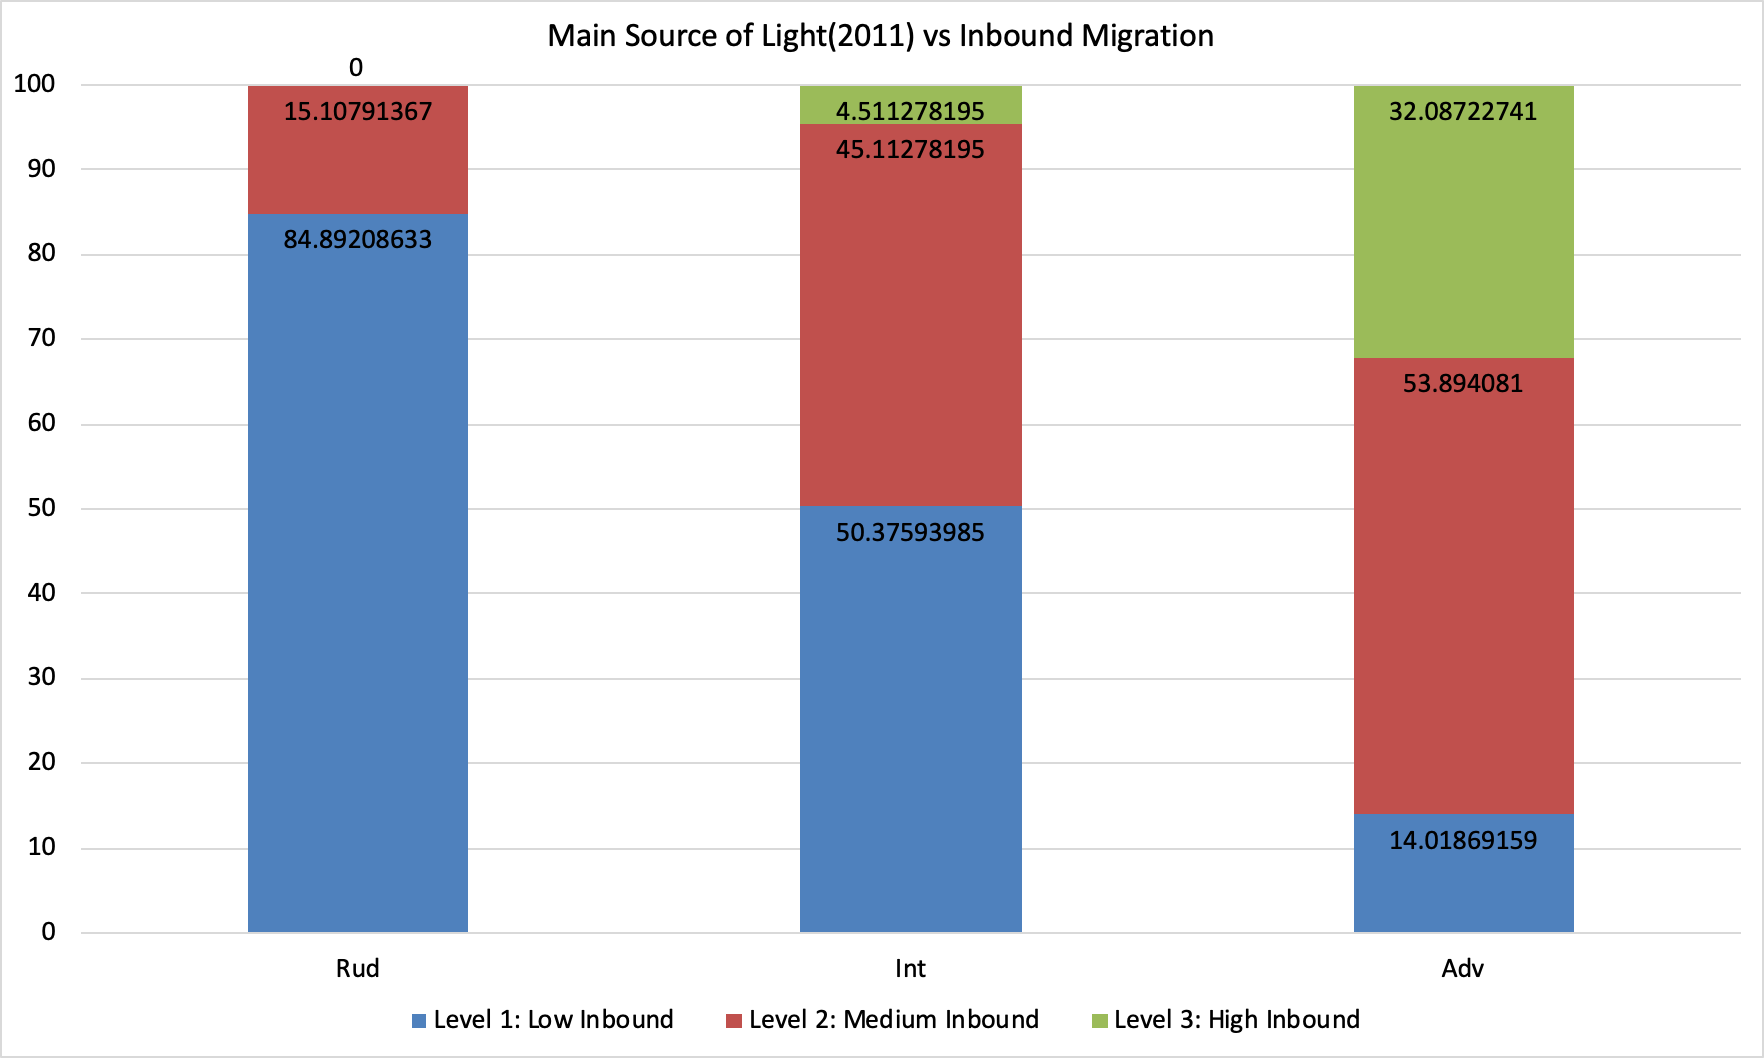 Main Source of Light(2011) vs Inbound Migration
0
100
15.10791367
4.511278195
32.08722741
45.11278195
90
84.89208633
80
70
53.894081
60
50
50.37593985
40
30
20
14.01869159
10
0
Rud
Int
Adv
Level 1: Low Inbound
Level 2: Medium Inbound
Level 3: High Inbound